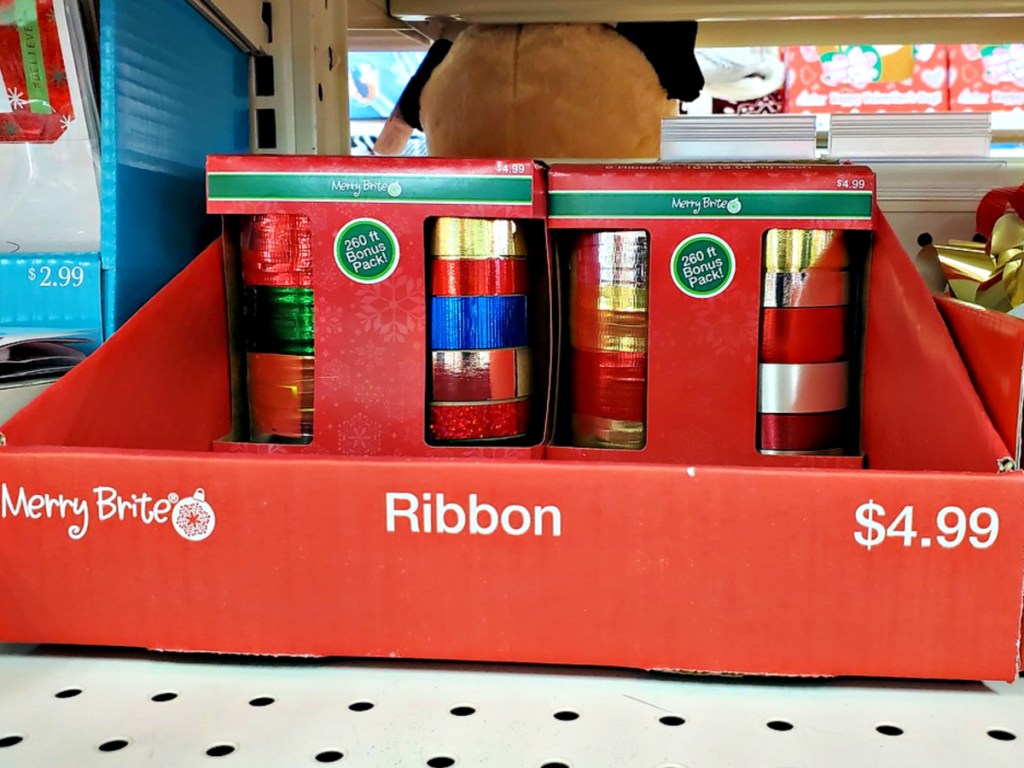 BELIEVE
$4.99
Merry Brite
260 ft
Bonus
Pack!
$4.99
Merry Brite
260 ft
Bonus
Pack!
$2.99
Merry Brite®
Ribbon
$4.99